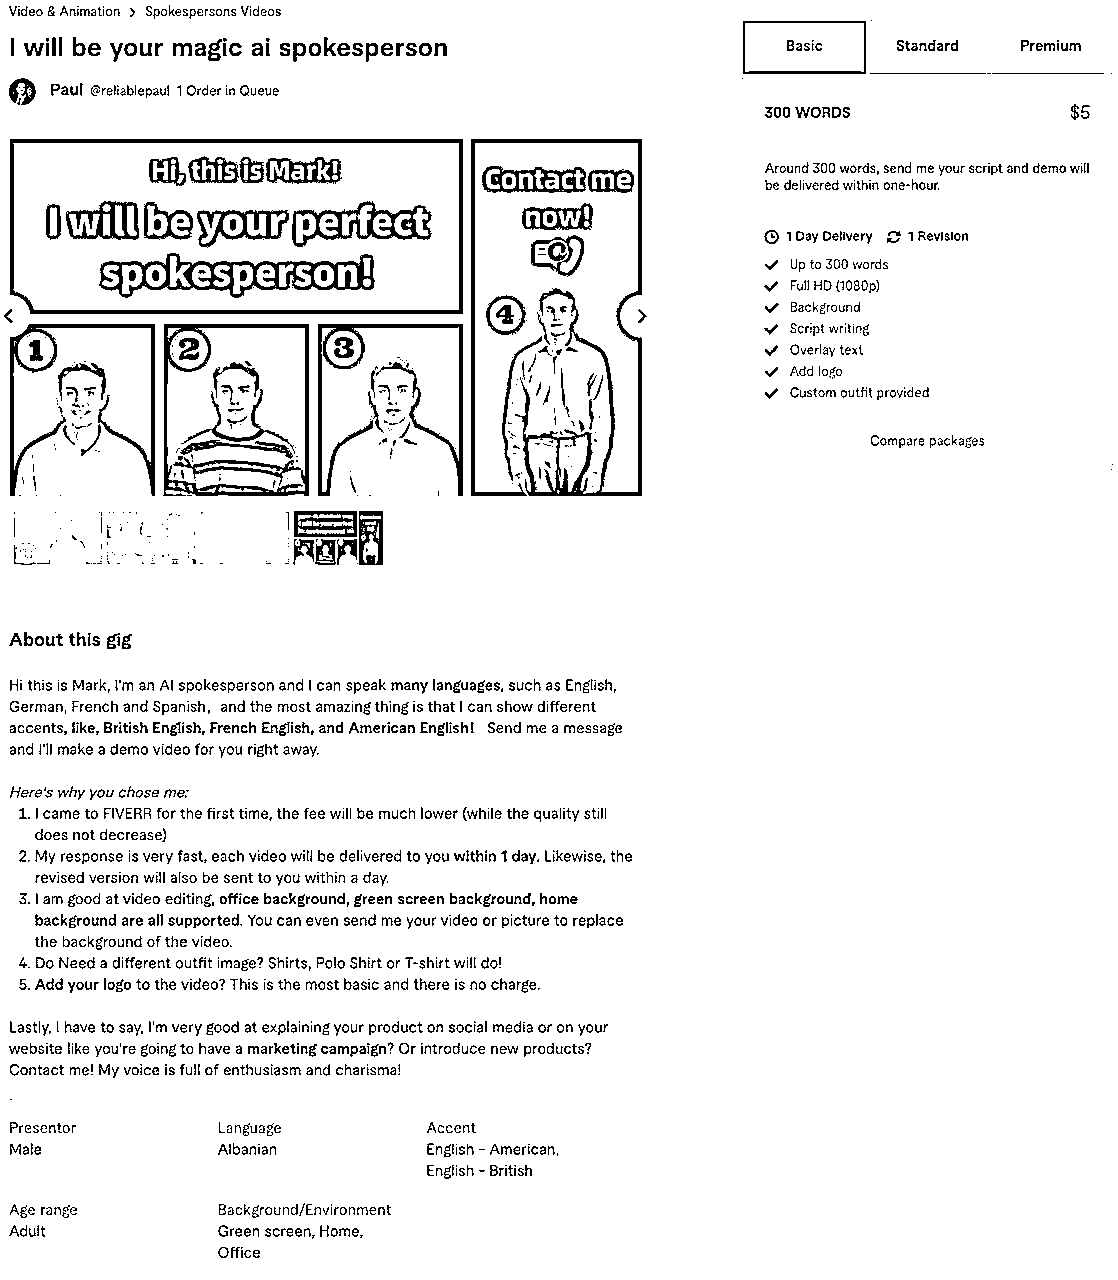 Video & Animation > Spokespersons Videos
I will be your magic ai spokesperson
Paul @reliablepaul 1 Order in Queue
Hi, this is Mark!
I will be your perfect
spokesperson!
1
2
3
Contact me
now!
4
Basic
Standard
Premium
300 WORDS
$5
Around 300 words, send me your script and demo will
be delivered within one-hour.
1 Day Delivery
1 Revision
Up to 300 words
Full HD (1080p)
Background
Script writing
Overlay text
Add logo
Custom outfit provided
Compare packages
About this gig
Hi this is Mark, I'm an AI spokesperson and I can speak many languages, such as English,
German, French and Spanish, and the most amazing thing is that I can show different
accents, like, British English, French English, and American English! Send me a message
and I'll make a demo video for you right away.
Here's why you chose me:
1. I came to FIVERR for the first time, the fee will be much lower (while the quality still
does not decrease)
2. My response is very fast, each video will be delivered to you within 1 day. Likewise, the
revised version will also be sent to you within a day.
3. I am good at video editing, office background, green screen background, home
background are all supported. You can even send me your video or picture to replace
the background of the video.
4. Do Need a different outfit image? Shirts, Polo Shirt or T-shirt will do!
5. Add your logo to the video? This is the most basic and there is no charge.
Lastly, I have to say, I'm very good at explaining your product on social media or on your
website like you're going to have a marketing campaign? Or introduce new products?
Contact me! My voice is full of enthusiasm and charisma!
.
Presentor
Male
Language
Albanian
Accent
English - American,
English - British
Age range
Adult
Background/Environment
Green screen, Home,
Office